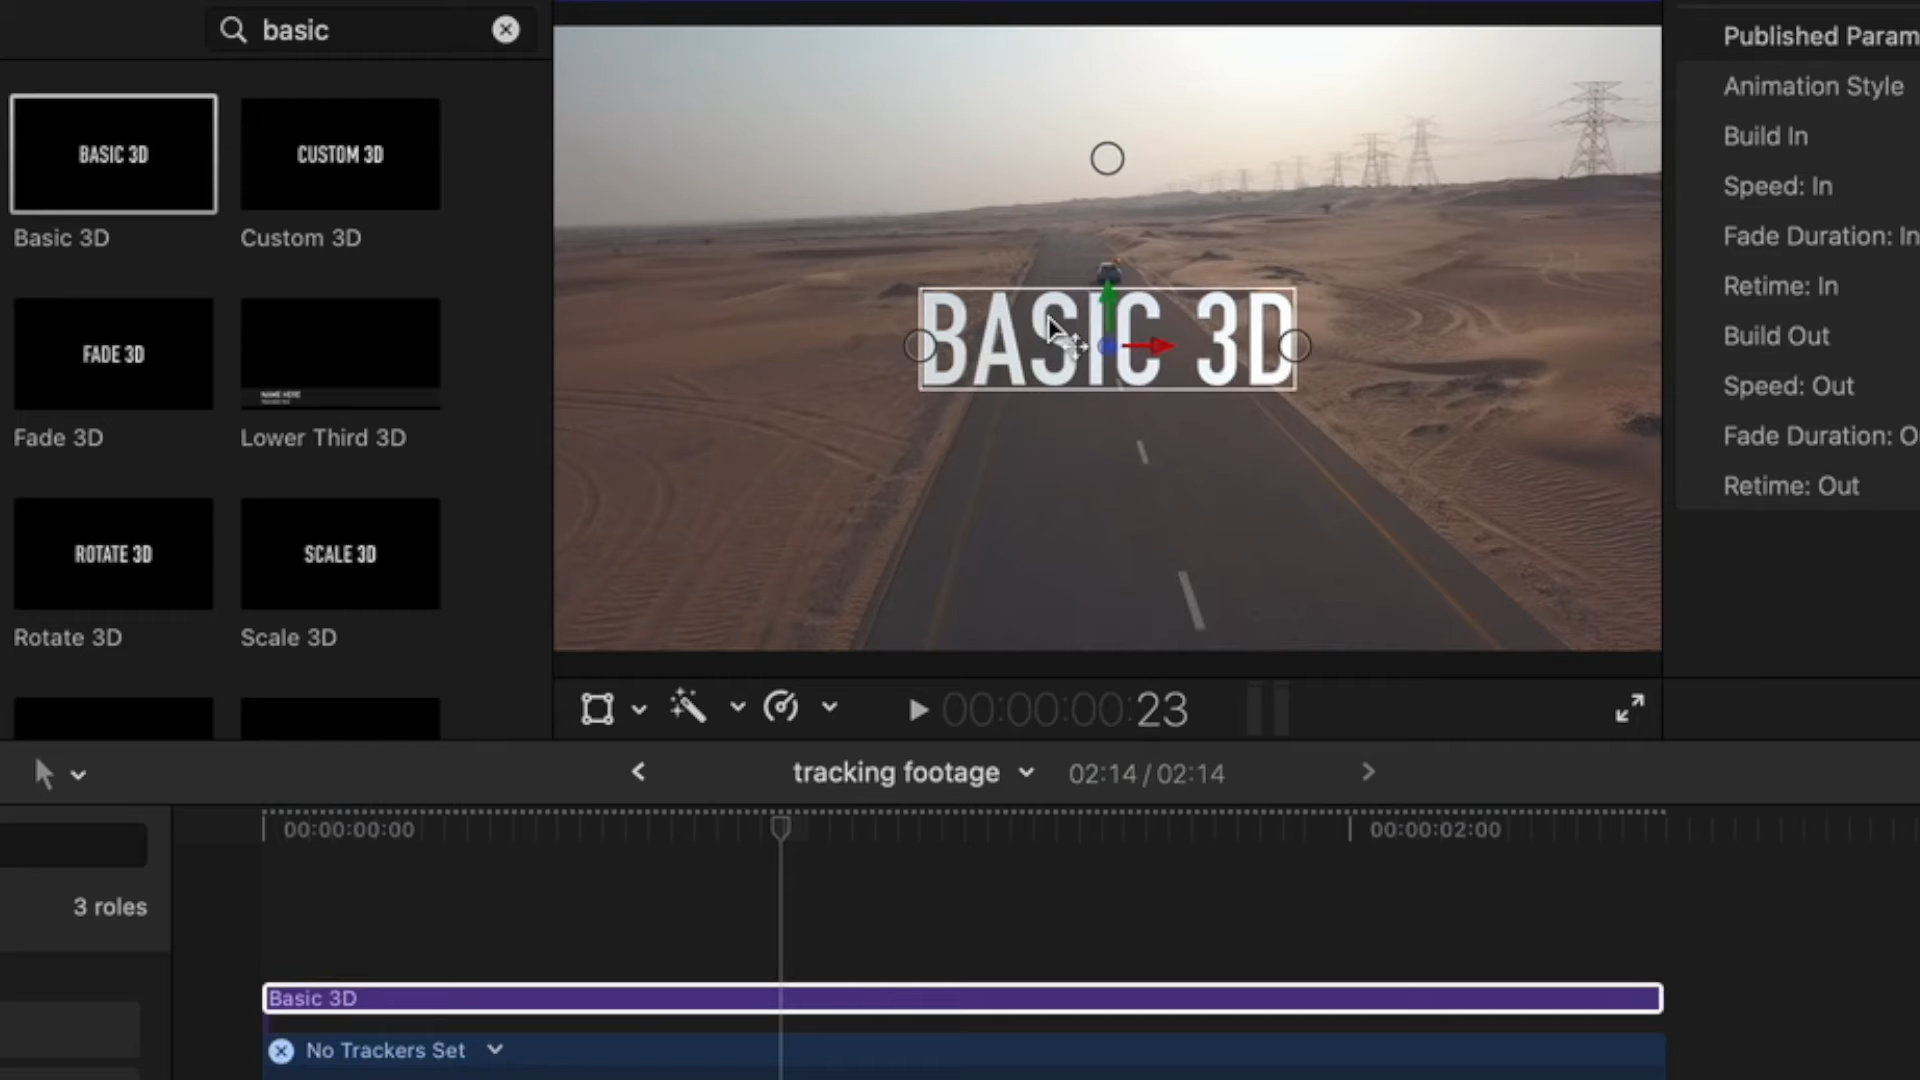 basic
BASIC 3D
CUSTOM 3D
Basic 3D
Custom 3D
FADE 3D
NAME HERE
Fade 3D
Lower Third 3D
ROTATE 3D
SCALE 3D
Rotate 3D
Scale 3D
BASIC 3D
00:00:00:00:23
Published Param
Animation Style
Build In
Speed: In
Fade Duration: In
Retime: In
Build Out
Speed: Out
Fade Duration: O
Retime: Out
tracking footage
02:14 / 02:14
00:00:00:00
00:00:02:00
3 roles
Basic 3D
No Trackers Set